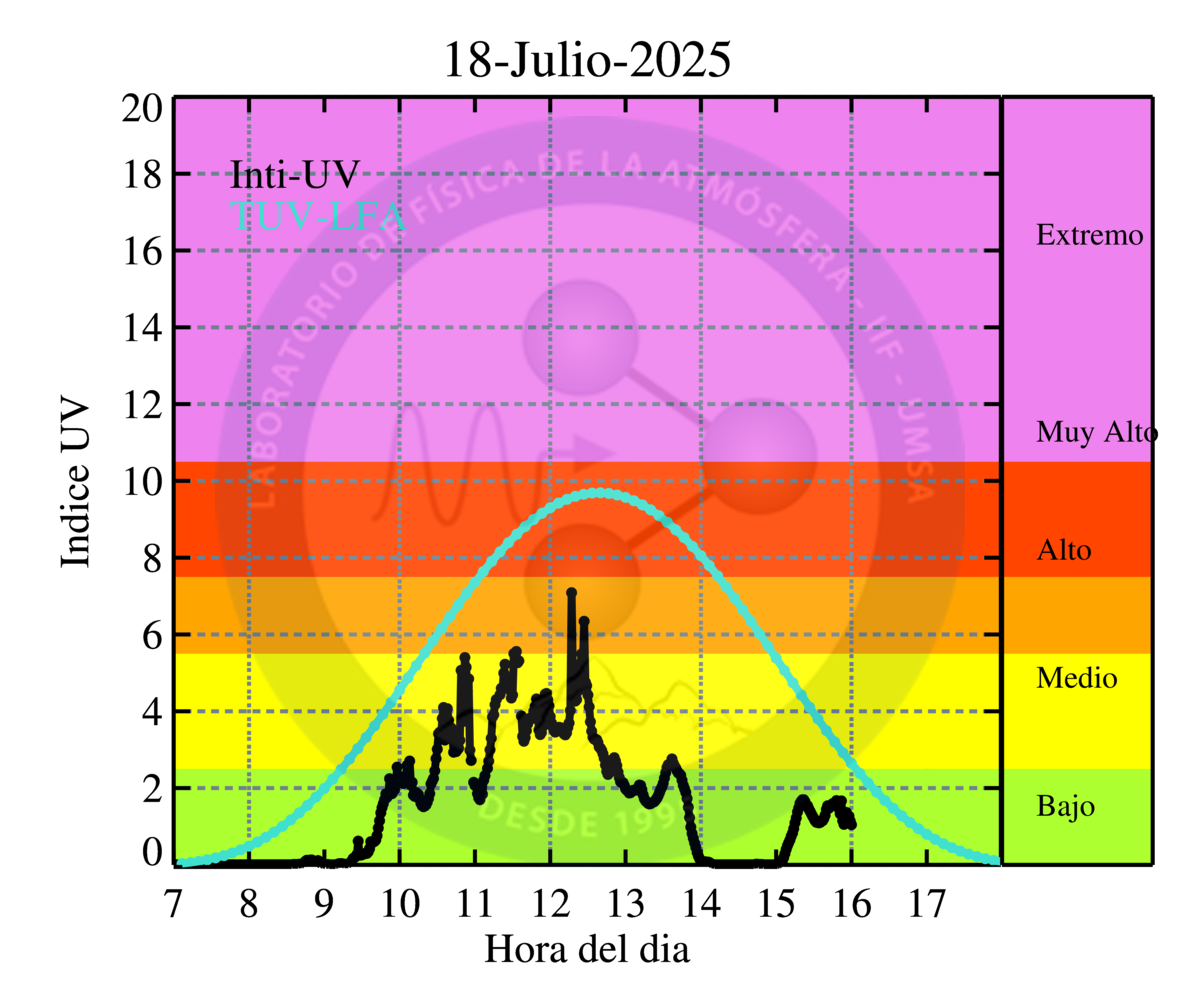 18-Julio-2025
Inti-UV
TUV-LFA
LABORATORIO DE FÍSICA DE LA ATMÓSFERA - IIF - UMSA
DESDE 199
Indice UV
20
18
16
14
12
10
8
6
4
2
0
Extremo
Muy Alto
Alto
Medio
Bajo
7 8 9 10 11 12 13 14 15 16 17
Hora del dia